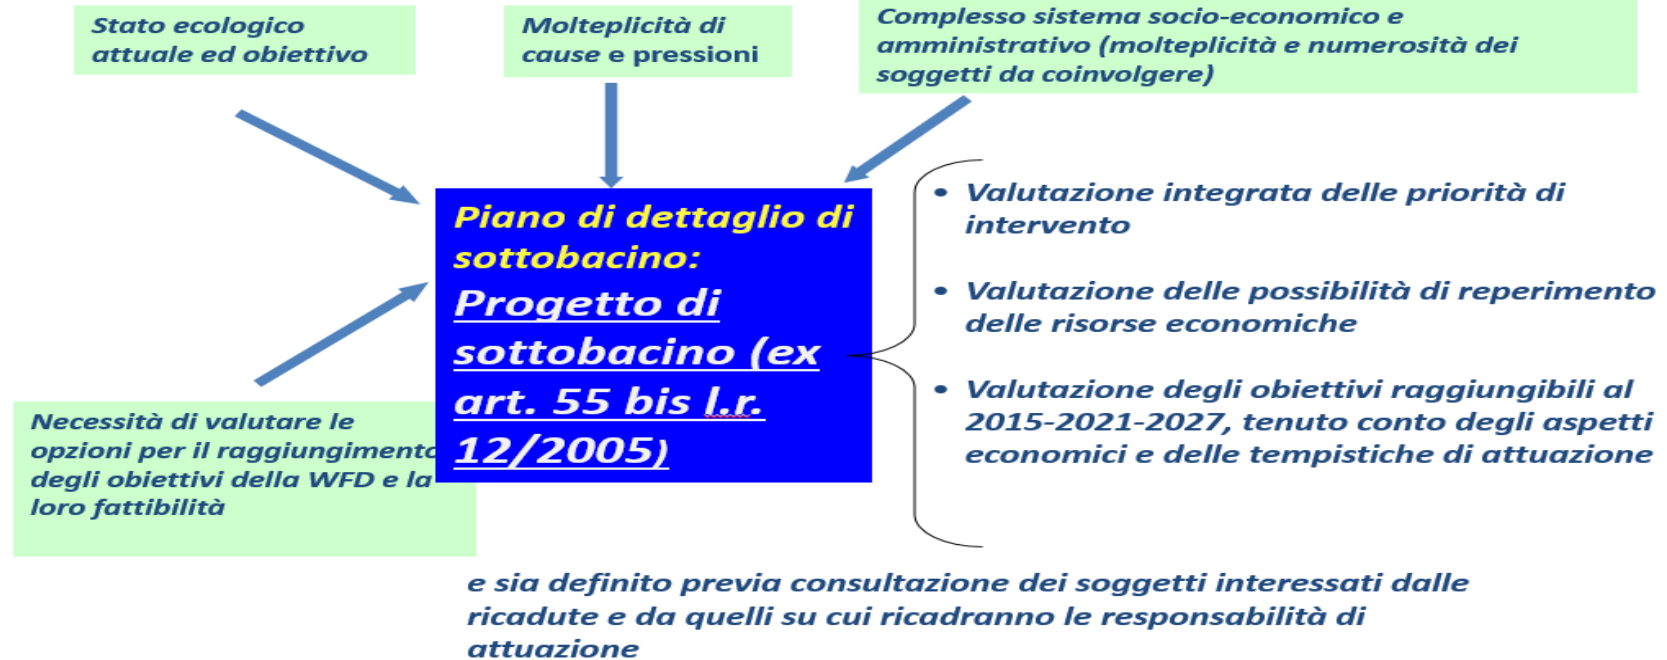 Stato ecologico
attuale ed obiettivo
Molteplicità di
cause e pressioni
Complesso sistema socio-economico e
amministrativo (molteplicità e numerosità dei
soggetti da coinvolgere)
Necessità di valutare le
opzioni per il raggiungimento
degli obiettivi della WFD e la
loro fattibilità
Piano di dettaglio di
sottobacino:
Progetto di
sottobacino (ex
art. 55 bis l.r.
12/2005)
• Valutazione integrata delle priorità di
intervento
• Valutazione delle possibilità di reperimento
delle risorse economiche
• Valutazione degli obiettivi raggiungibili al
2015-2021-2027, tenuto conto degli aspetti
economici e delle tempistiche di attuazione
e sia definito previa consultazione dei soggetti interessati dalle
ricadute e da quelli su cui ricadranno le responsabilità di
attuazione